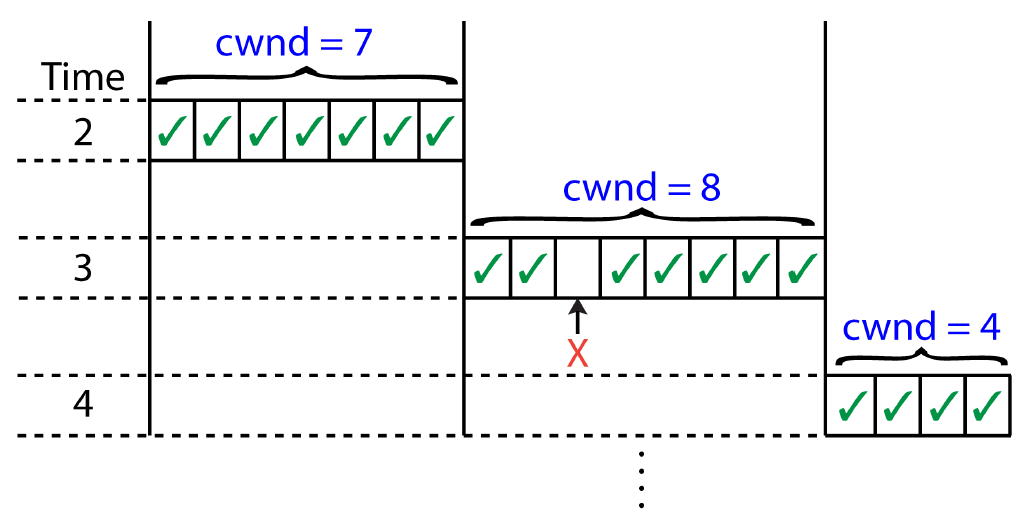 cwnd = 7
Time
2
cwnd = 8
3
X
cwnd = 4
4